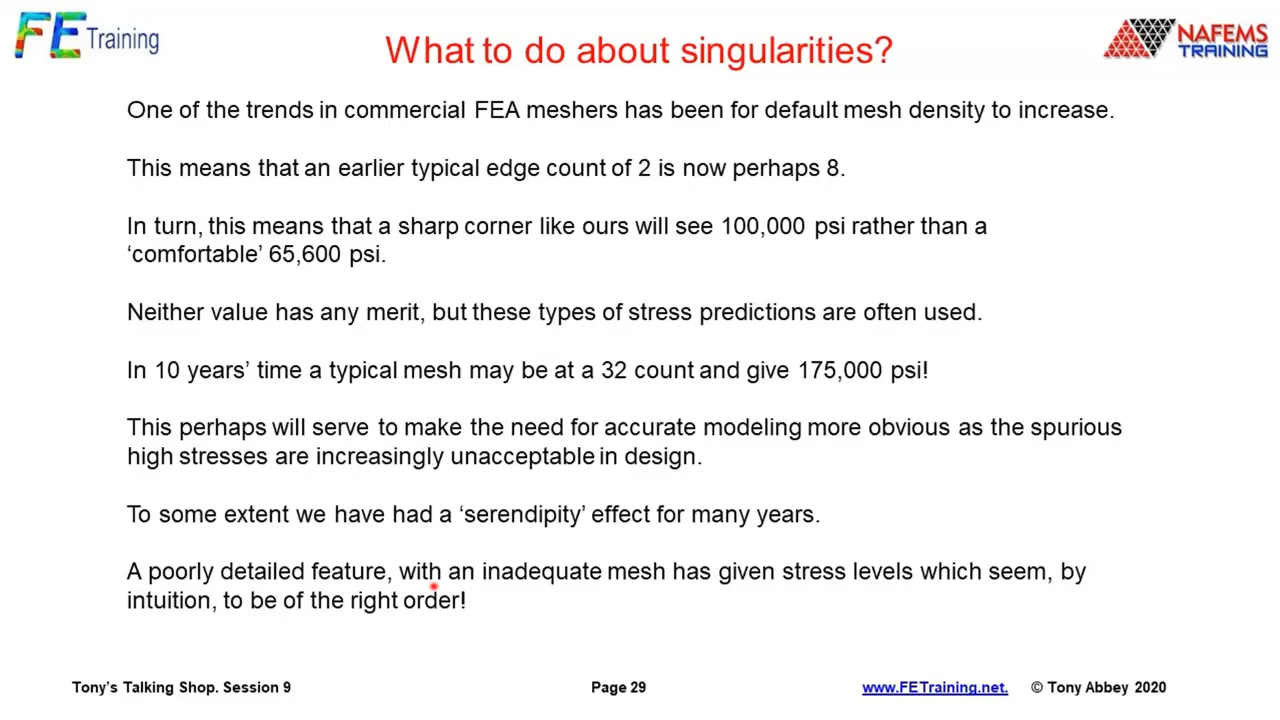 FE Training
What to do about singularities?
NAFEMS
TRAINING
One of the trends in commercial FEA meshers has been for default mesh density to increase.
This means that an earlier typical edge count of 2 is now perhaps 8.
In turn, this means that a sharp corner like ours will see 100,000 psi rather than a
‘comfortable’ 65,600 psi.
Neither value has any merit, but these types of stress predictions are often used.
In 10 years’ time a typical mesh may be at a 32 count and give 175,000 psi!
This perhaps will serve to make the need for accurate modeling more obvious as the spurious
high stresses are increasingly unacceptable in design.
To some extent we have had a ‘serendipity’ effect for many years.
A poorly detailed feature, with an inadequate mesh has given stress levels which seem, by
intuition, to be of the right order!
Tony’s Talking Shop. Session 9
Page 29
www.FETraining.net.
© Tony Abbey 2020